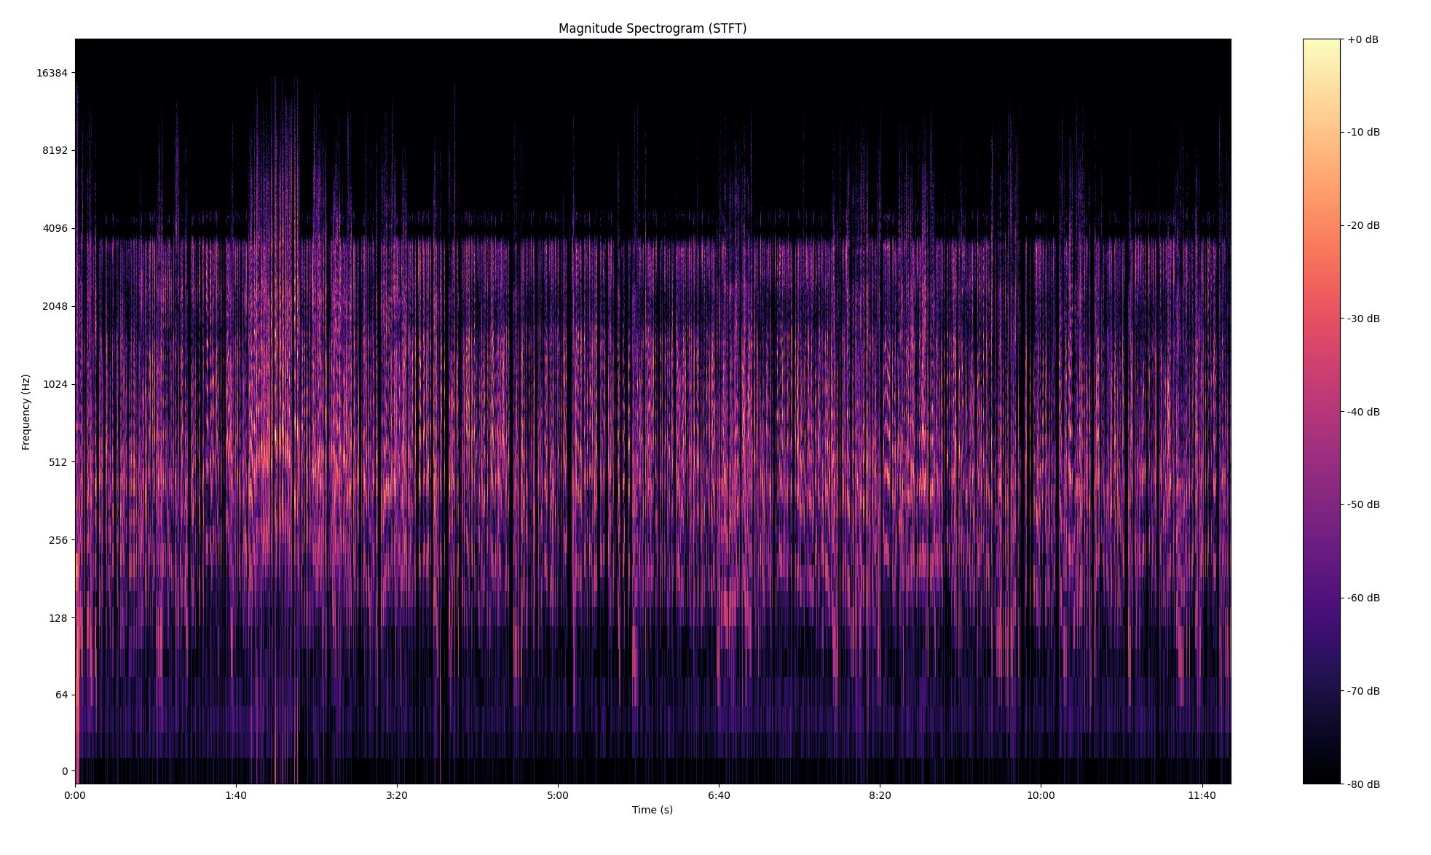 Magnitude Spectrogram (STFT)
16384
8192
4096
2048
1024
512
256
128
64
0
Frequency (Hz)
0:00 1:40 3:20 5:00 6:40 8:20 10:00 11:40
Time (s)
+0 dB
-10 dB
-20 dB
-30 dB
-40 dB
-50 dB
-60 dB
-70 dB
-80 dB